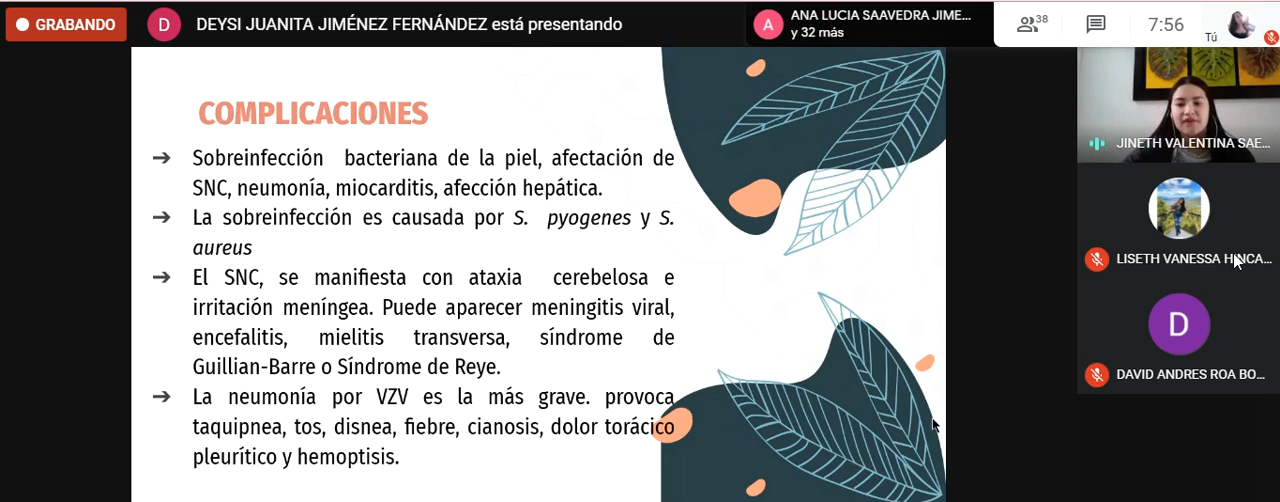 GRABANDO
D
DEYSI JUANITA JIMÉNEZ FERNÁNDEZ está presentando
A
ANA LUCIA SAAVEDRA JIME...
y 32 más
38
7:56
Tú
COMPLICACIONES
➔ Sobreinfección bacteriana de la piel, afectación de
SNC, neumonía, miocarditis, afección hepática.
➔ La sobreinfección es causada por S. pyogenes y S.
aureus
➔ El SNC, se manifiesta con ataxia cerebelosa e
irritación meníngea. Puede aparecer meningitis viral,
encefalitis, mielitis transversa, síndrome de
Guillian-Barre o Síndrome de Reye.
➔ La neumonía por VZV es la más grave. provoca
taquipnea, tos, disnea, fiebre, cianosis, dolor torácico
pleurítico y hemoptisis.
JINETH VALENTINA SAE...
LISETH VANESSA HINCA...
D
DAVID ANDRES ROA BO...